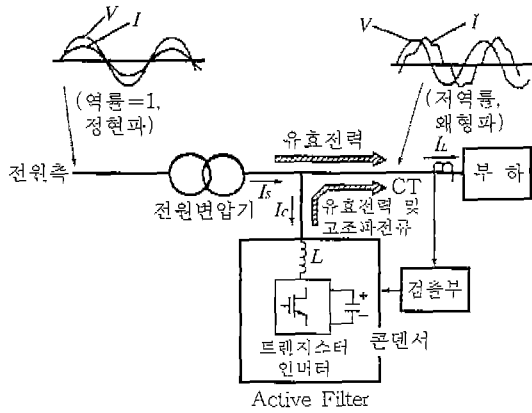 V I
V I
(역률=1,
정현파)
(저역률,
왜형파)
유효전력
I_L
전원측
부 하
CT
전원변압기
I_S
I_C
유효전력 및
고조파전류
L
검출부
+
−
트렌지스터
인버터
콘덴서
Active Filter